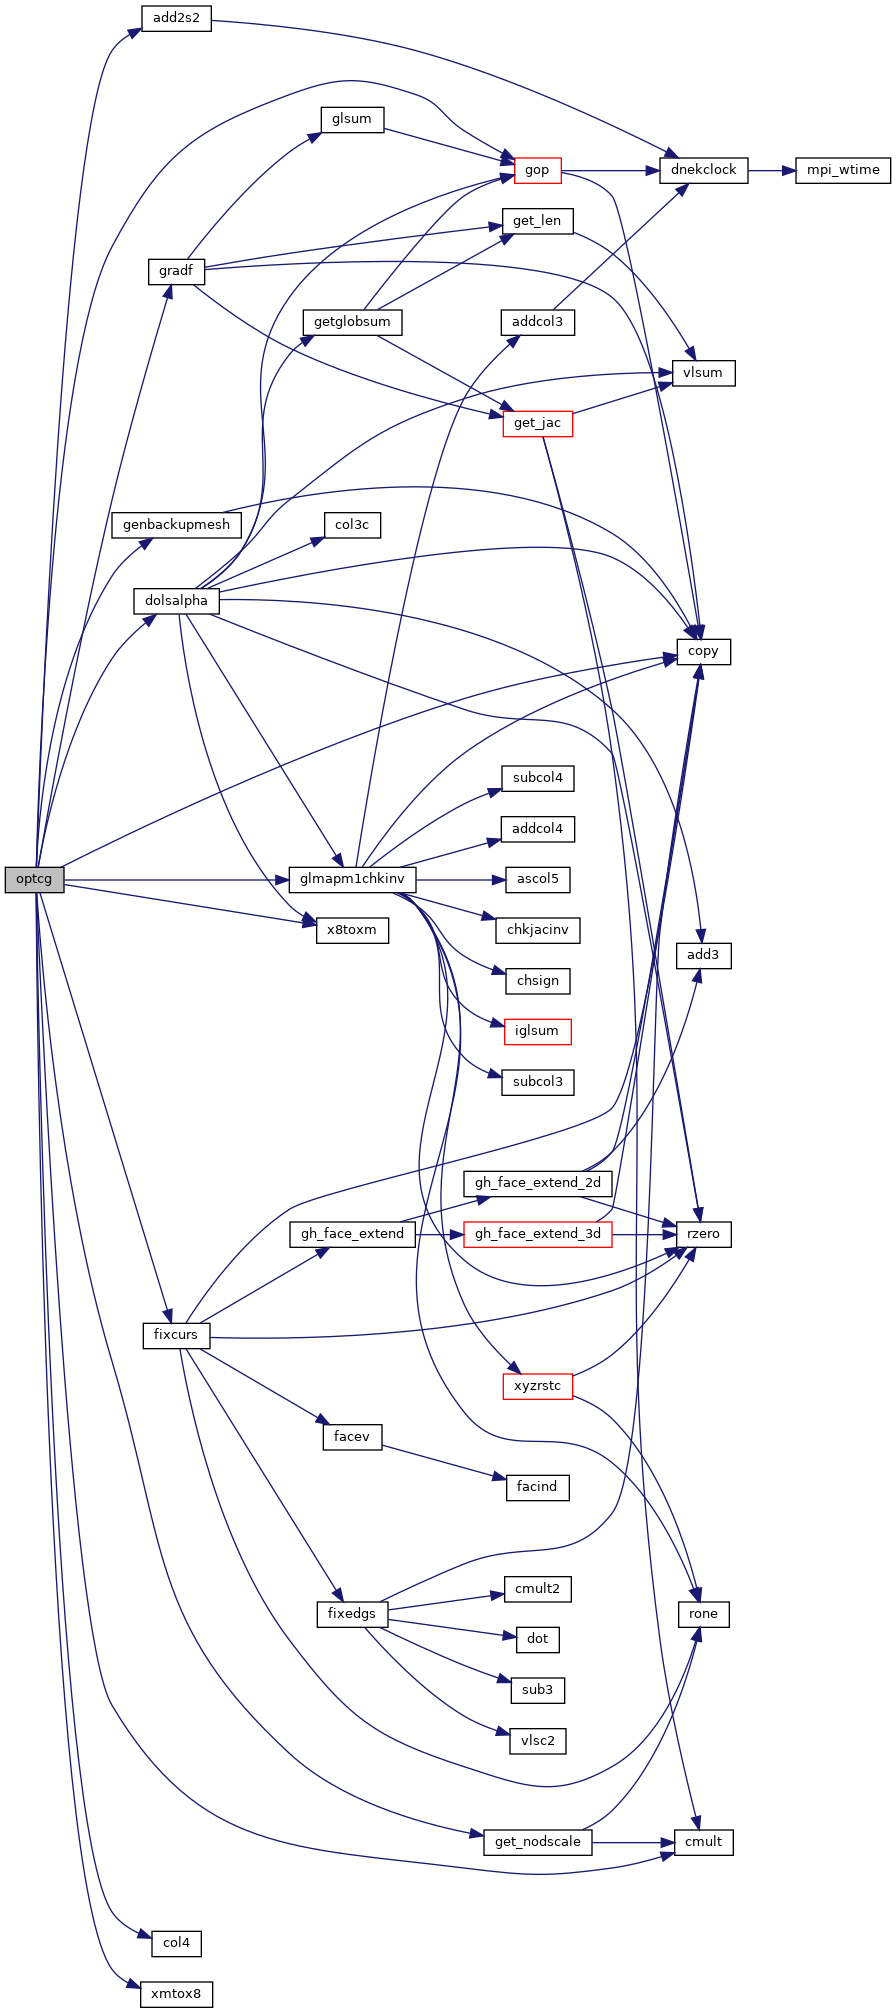 add2s2
glsum
gop
dnekclock
mpi_wtime
get_len
gradf
getglobsum
addcol3
vlsum
get_jac
genbackupmesh
col3c
dolsalpha
copy
subcol4
addcol4
optcg
glmapm1chkinv
ascol5
x8toxm
chkjacinv
add3
chsign
iglsum
subcol3
gh_face_extend_2d
gh_face_extend
gh_face_extend_3d
rzero
fixcurs
xyzrstc
facev
facind
cmult2
fixedgs
rone
dot
sub3
vlsc2
get_nodscale
cmult
col4
xmtox8